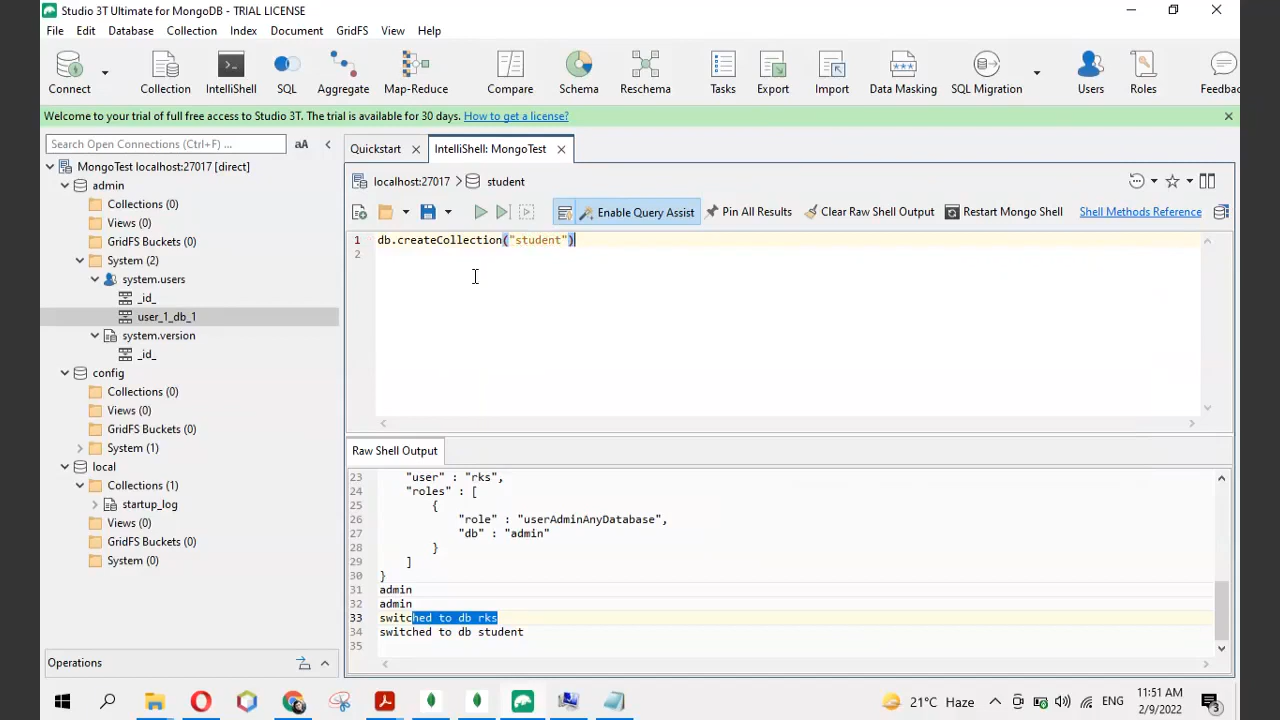 Studio 3T Ultimate for MongoDB - TRIAL LICENSE
File Edit Database Collection Index Document GridFS View Help
Connect Collection IntelliShell SQL Aggregate Map-Reduce Compare Schema Reschema Tasks Export Import Data Masking SQL Migration Users Roles Feedba
Welcome to your trial of full free access to Studio 3T. The trial is available for 30 days. How to get a license?
Search Open Connections (Ctrl+F) ... aA
Quickstart IntelliShell: MongoTest
MongoTest localhost:27017 [direct]
admin
Collections (0)
Views (0)
GridFS Buckets (0)
System (2)
system.users
_id_
user_1_db_1
system.version
_id_
config
Collections (0)
Views (0)
GridFS Buckets (0)
System (1)
local
Collections (1)
startup_log
Views (0)
GridFS Buckets (0)
System (0)
Operations
localhost:27017 student
Enable Query Assist Pin All Results Clear Raw Shell Output Restart Mongo Shell Shell Methods Reference
1 db.createCollection("student")
2
Raw Shell Output
23 "user" : "rks",
24 "roles" : [
25 {
26 "role" : "userAdminAnyDatabase",
27 "db" : "admin"
28 }
29 ]
30 }
31 admin
32 admin
33 switched to db rks
34 switched to db student
35
21°C Haze ENG 11:51 AM
2/9/2022
3